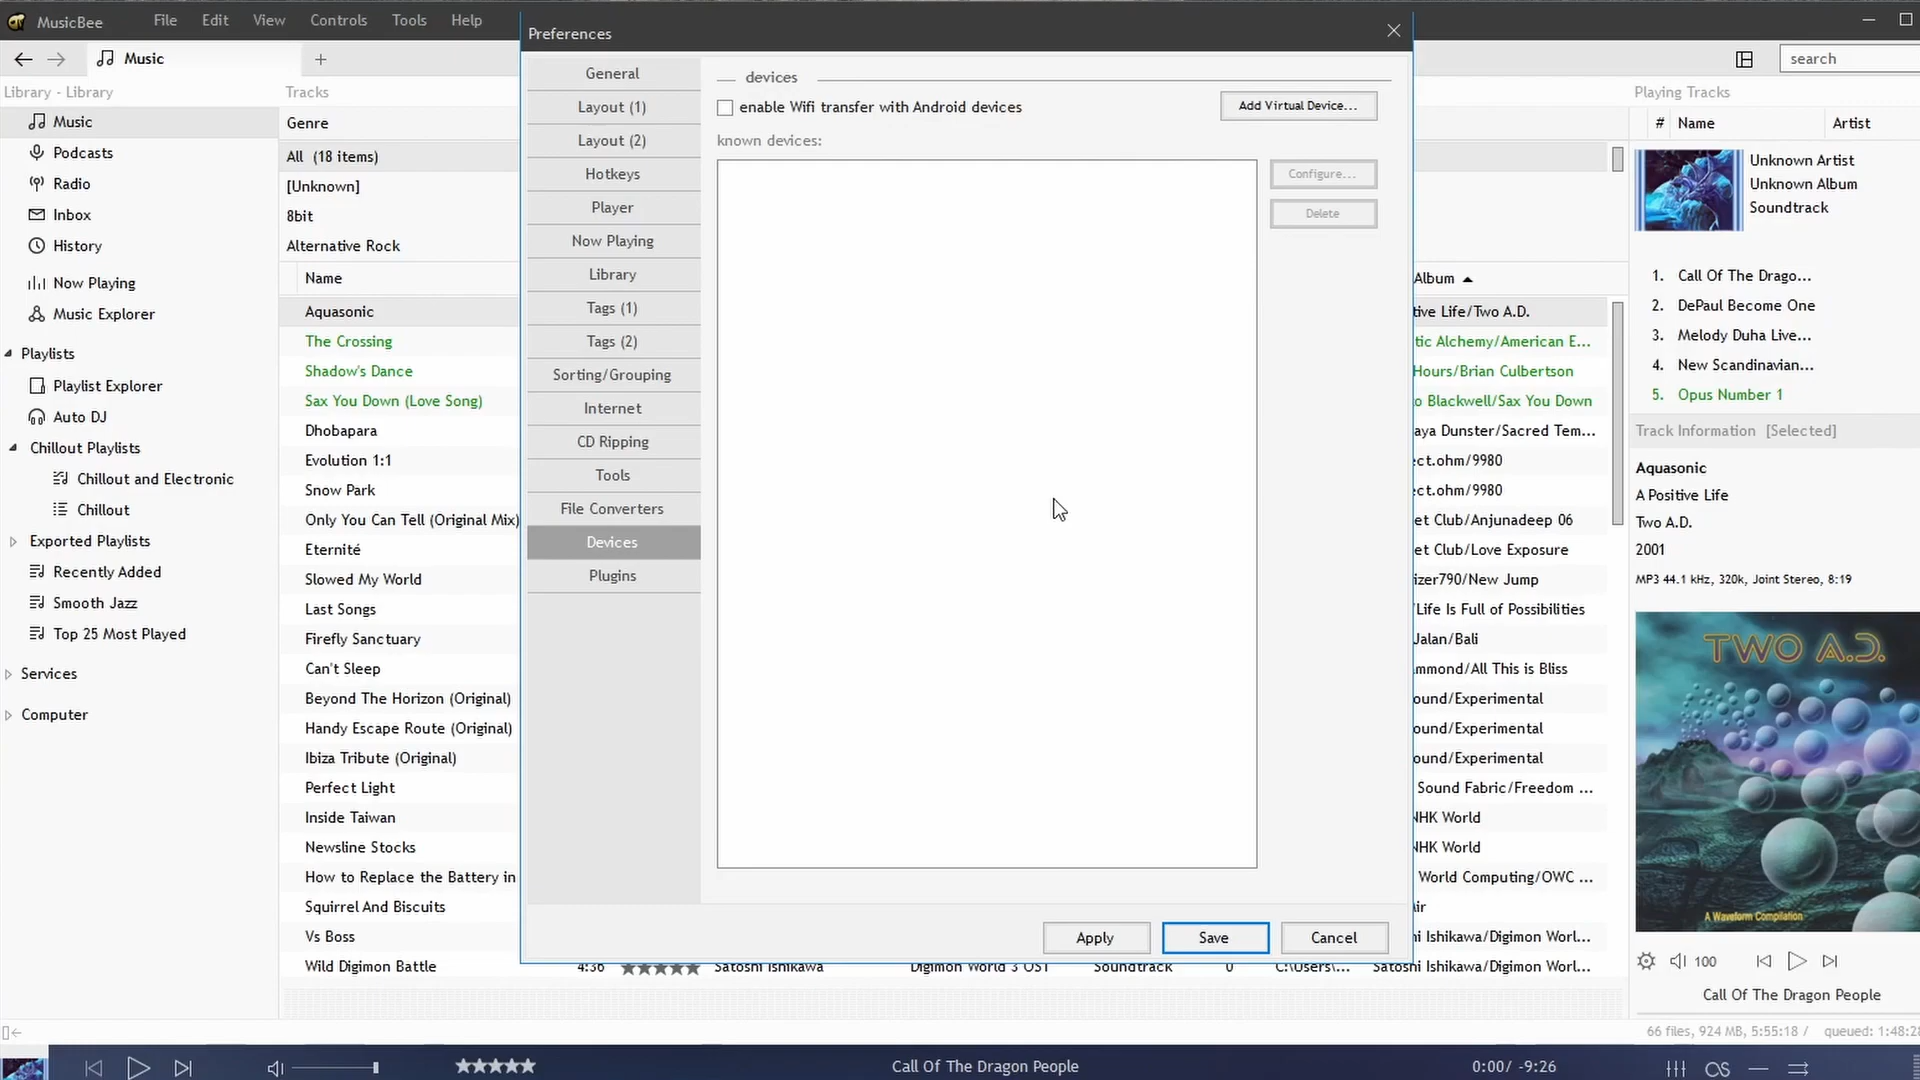 MusicBee
File Edit View Controls Tools Help
Music
search
Library - Library
Music
Podcasts
Radio
Inbox
History
Now Playing
Music Explorer
Playlists
Playlist Explorer
Auto DJ
Chillout Playlists
Chillout and Electronic
Chillout
Exported Playlists
Recently Added
Smooth Jazz
Top 25 Most Played
Services
Computer
Tracks
Genre
All (18 items)
[Unknown]
8bit
Alternative Rock
Name
Aquasonic
The Crossing
Shadow's Dance
Sax You Down (Love Song)
Dhobapara
Evolution 1:1
Snow Park
Only You Can Tell (Original Mix)
Eternité
Slowed My World
Last Songs
Firefly Sanctuary
Can't Sleep
Beyond The Horizon (Original)
Handy Escape Route (Original)
Ibiza Tribute (Original)
Perfect Light
Inside Taiwan
Newsline Stocks
How to Replace the Battery in
Squirrel And Biscuits
Vs Boss
Wild Digimon Battle 4:36 Satoshi Ishikawa Digimon World 3 OST Soundtrack 0 C:\Users\... Satoshi Ishikawa/Digimon Worl...
Preferences
General
Layout (1)
Layout (2)
Hotkeys
Player
Now Playing
Library
Tags (1)
Tags (2)
Sorting/Grouping
Internet
CD Ripping
Tools
File Converters
Devices
Plugins
devices
enable Wifi transfer with Android devices
Add Virtual Device...
known devices:
Configure...
Delete
Apply
Save
Cancel
Album
tive Life/Two A.D.
tic Alchemy/American E...
Hours/Brian Culbertson
o Blackwell/Sax You Down
aya Dunster/Sacred Tem...
ect.ohm/9980
ect.ohm/9980
et Club/Anjunadeep 06
et Club/Love Exposure
izer790/New Jump
Life Is Full of Possibilities
Jalan/Bali
mmond/All This is Bliss
ound/Experimental
ound/Experimental
ound/Experimental
Sound Fabric/Freedom ...
NHK World
NHK World
World Computing/OWC ...
Air
i Ishikawa/Digimon Worl...
Playing Tracks
# Name Artist
Unknown Artist
Unknown Album
Soundtrack
1. Call Of The Drago...
2. DePaul Become One
3. Melody Duha Live...
4. New Scandinavian...
5. Opus Number 1
Track Information [Selected]
Aquasonic
A Positive Life
Two A.D.
2001
MP3 44.1 kHz, 320k, Joint Stereo, 8:19
TWO A.D.
A Waveform Compilation
100
Call Of The Dragon People
66 files, 924 MB, 5:55:18 / queued: 1:48:28
Call Of The Dragon People
0:00/ -9:26